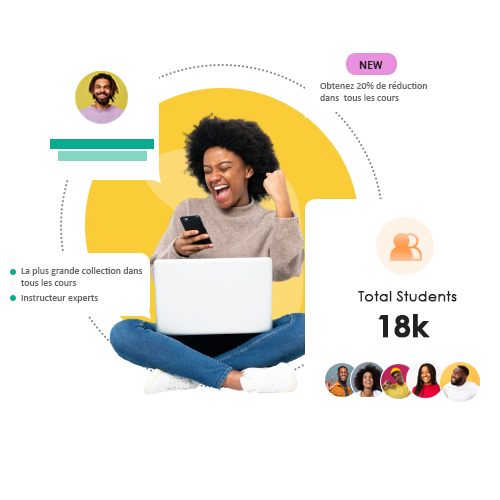 NEW
Obtenez 20% de réduction
dans tous les cours
La plus grande collection dans
tous les cours
Instructeur experts
Total Students
18k